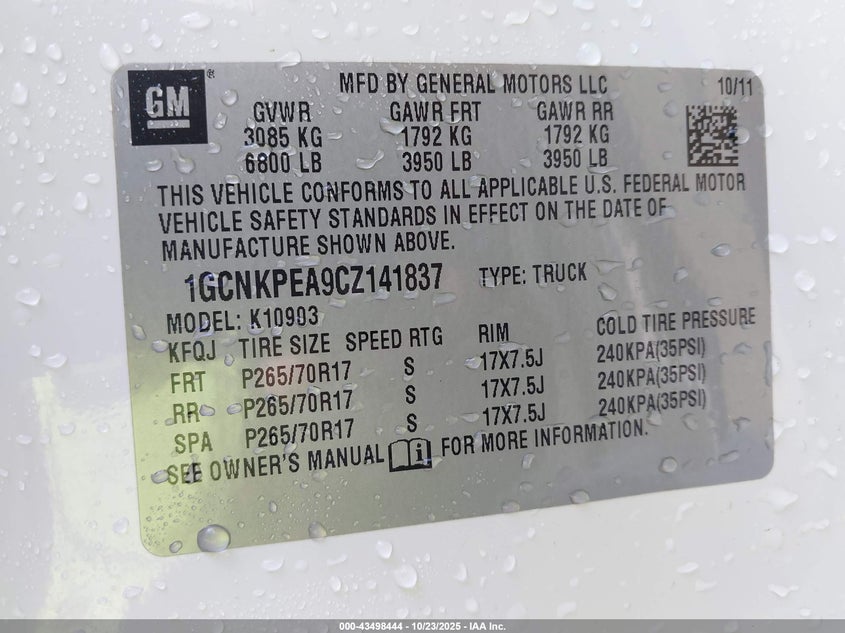 GM ®
MFD BY GENERAL MOTORS LLC 10/11
GVWR GAWR FRT GAWR RR
3085 KG 1792 KG 1792 KG
6800 LB 3950 LB 3950 LB
THIS VEHICLE CONFORMS TO ALL APPLICABLE U.S. FEDERAL MOTOR
VEHICLE SAFETY STANDARDS IN EFFECT ON THE DATE OF
MANUFACTURE SHOWN ABOVE.
1GCNKPEA9CZ141837 TYPE: TRUCK
MODEL: K10903
KFQJ TIRE SIZE SPEED RTG RIM COLD TIRE PRESSURE
FRT P265/70R17 S 17X7.5J 240KPA(35PSI)
RR P265/70R17 S 17X7.5J 240KPA(35PSI)
SPA P265/70R17 S 17X7.5J 240KPA(35PSI)
SEE OWNER'S MANUAL i FOR MORE INFORMATION.
000-43498444 - 10/23/2025 - IAA Inc.